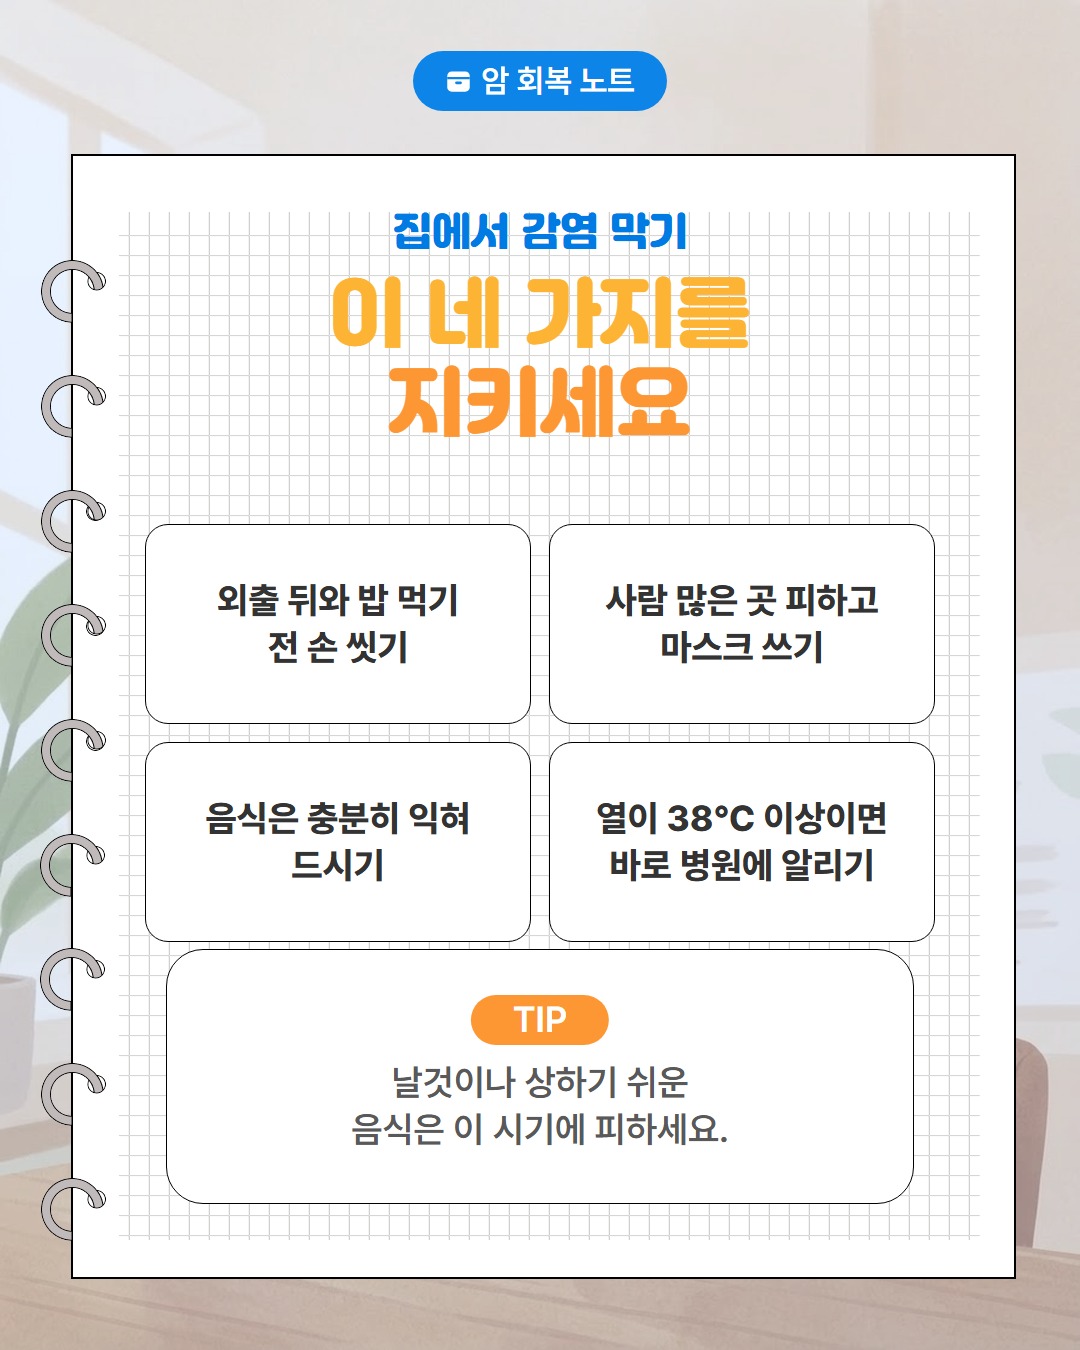 암 회복 노트
집에서 감염 막기
이 네 가지를
지키세요
외출 뒤와 밥 먹기
전 손 씻기
사람 많은 곳 피하고
마스크 쓰기
음식은 충분히 익혀
드시기
열이 38°C 이상이면
바로 병원에 알리기
TIP
날것이나 상하기 쉬운
음식은 이 시기에 피하세요.